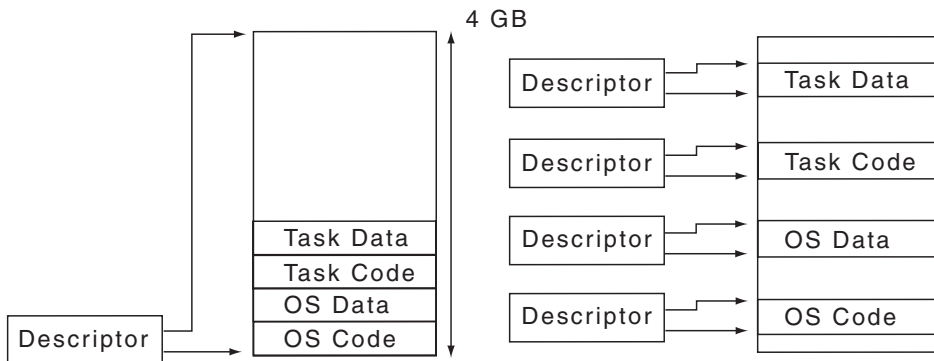 4 GB
Task Data
Task Code
OS Data
OS Code
Descriptor
Descriptor
Task Data
Descriptor
Task Code
Descriptor
OS Data
Descriptor
OS Code